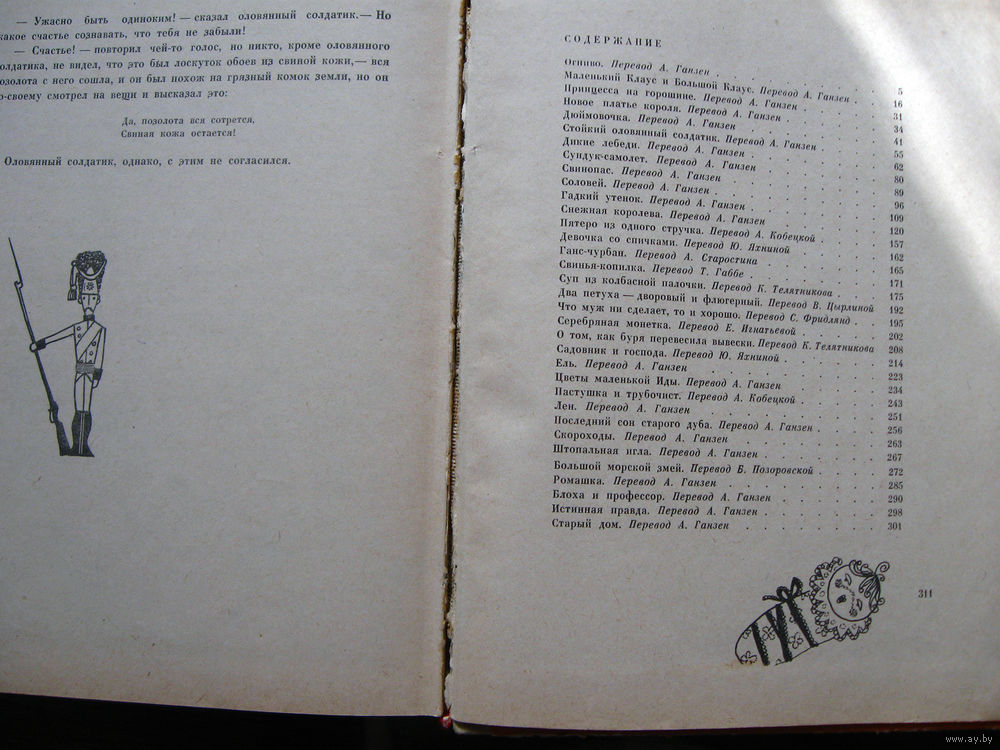 — Ужасно быть одиноким! — сказал оловянный солдатик.— Но
какое счастье сознавать, что тебя не забыли!
— Счастье! — повторил чей-то голос, но никто, кроме оловянного
олдатика, не видел, что это был лоскуток обоев из свиной кожи,— вся
озолота с него сошла, и он был похож на грязный комок земли, но он
о-своему смотрел на вещи и высказал это:
Да, позолота вся сотрется,
Свиная кожа остается!
Оловянный солдатик, однако, с этим не согласился.
СОДЕРЖАНИЕ
Огниво. Перевод А. Ганзен . . . . . . . . 5
Маленький Клаус и Большой Клаус. Перевод А. Ганзен . . 16
Принцесса на горошине. Перевод А. Ганзен . . . . . 31
Новое платье короля. Перевод А. Ганзен . . . . . 34
Дюймовочка. Перевод А. Ганзен . . . . . . . 41
Стойкий оловянный солдатик. Перевод А. Ганзен . . . 55
Дикие лебеди. Перевод А. Ганзен . . . . . . . 62
Сундук-самолет. Перевод А. Ганзен . . . . . . 80
Свинопас. Перевод А. Ганзен . . . . . . . . 89
Соловей. Перевод А. Ганзен . . . . . . . . 96
Гадкий утенок. Перевод А. Ганзен . . . . . . . 109
Снежная королева. Перевод А. Ганзен . . . . . . 120
Пятеро из одного стручка. Перевод А. Кобецкой . . . 157
Девочка со спичками. Перевод Ю. Яхниной . . . . 162
Ганс-чурбан. Перевод А. Старостина . . . . . . 165
Свинья-копилка. Перевод Т. Габбе . . . . . . . 171
Суп из колбасной палочки. Перевод К. Телятникова . . . 175
Два петуха — дворовый и флюгерный. Перевод В. Цырлиной 192
Что муж ни сделает, то и хорошо. Перевод С. Фридлянд . . 195
Серебряная монетка. Перевод Е. Игнатьевой . . . . 202
О том, как буря перевесила вывески. Перевод К. Телятникова 208
Садовник и господа. Перевод Ю. Яхниной . . . . . 214
Ель. Перевод А. Ганзен . . . . . . . . . 223
Цветы маленькой Иды. Перевод А. Ганзен . . . . . 234
Пастушка и трубочист. Перевод А. Кобецкой . . . . 243
Лен. Перевод А. Ганзен . . . . . . . . . 251
Последний сон старого дуба. Перевод А. Ганзен . . . . 256
Скороходы. Перевод А. Ганзен . . . . . . . 263
Штопальная игла. Перевод А. Ганзен . . . . . . 267
Большой морской змей. Перевод Б. Позоровской . . . . 272
Ромашка. Перевод А. Ганзен . . . . . . . . 285
Блоха и профессор. Перевод А. Ганзен . . . . . . 290
Истинная правда. Перевод А. Ганзен . . . . . . 298
Старый дом. Перевод А. Ганзен . . . . . . . 301
311
www.ay.by